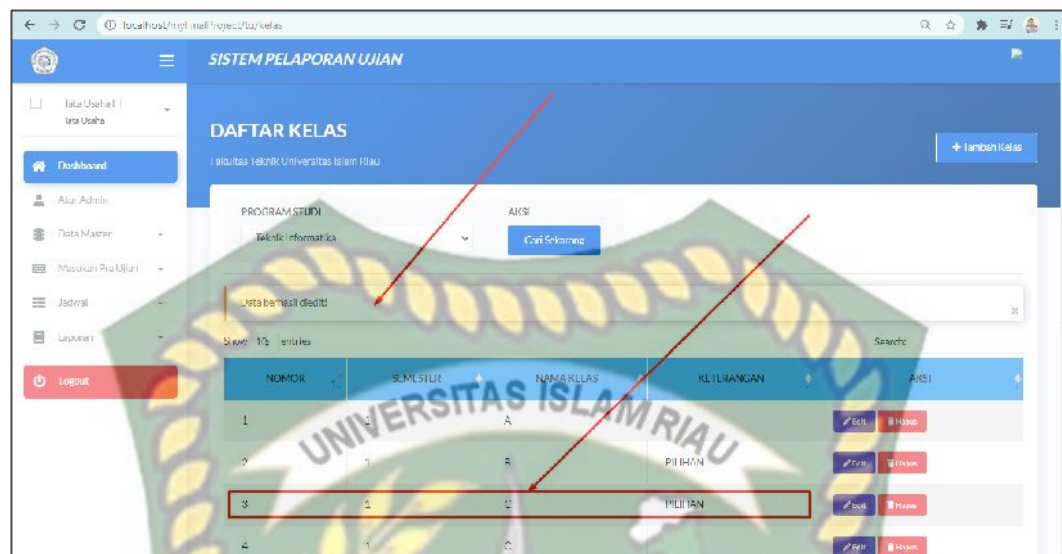 localhost/myFinalProject/tu/kelas
SISTEM PELAPORAN UJIAN
Tata Usaha
Tata Usaha
DAFTAR KELAS
Fakultas Teknik Universitas Islam Riau
+ Tambah Kelas
Dashboard
Atur Admin
Data Master
Masukan Pra Ujian
Jadwal
Laporan
Logout
PROGRAM STUDI
AKSI
Teknik Informatika
Cari Sekarang
Data berhasil diedit!
Show 10 entries
Search:
NOMOR SEMESTER NAMA KELAS KETERANGAN AKSI
1 1 A Edit Hapus
2 1 B PILIHAN Edit Hapus
3 1 C PILIHAN Edit Hapus
4 1 C Edit Hapus
UNIVERSITAS ISLAM RIAU